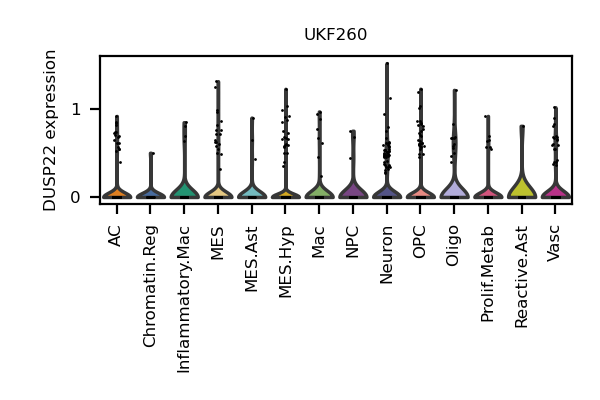 UKF260
DUSP22 expression
1
0
AC
Chromatin.Reg
Inflammatory.Mac
MES
MES.Ast
MES.Hyp
Mac
NPC
Neuron
OPC
Oligo
Prolif.Metab
Reactive.Ast
Vasc